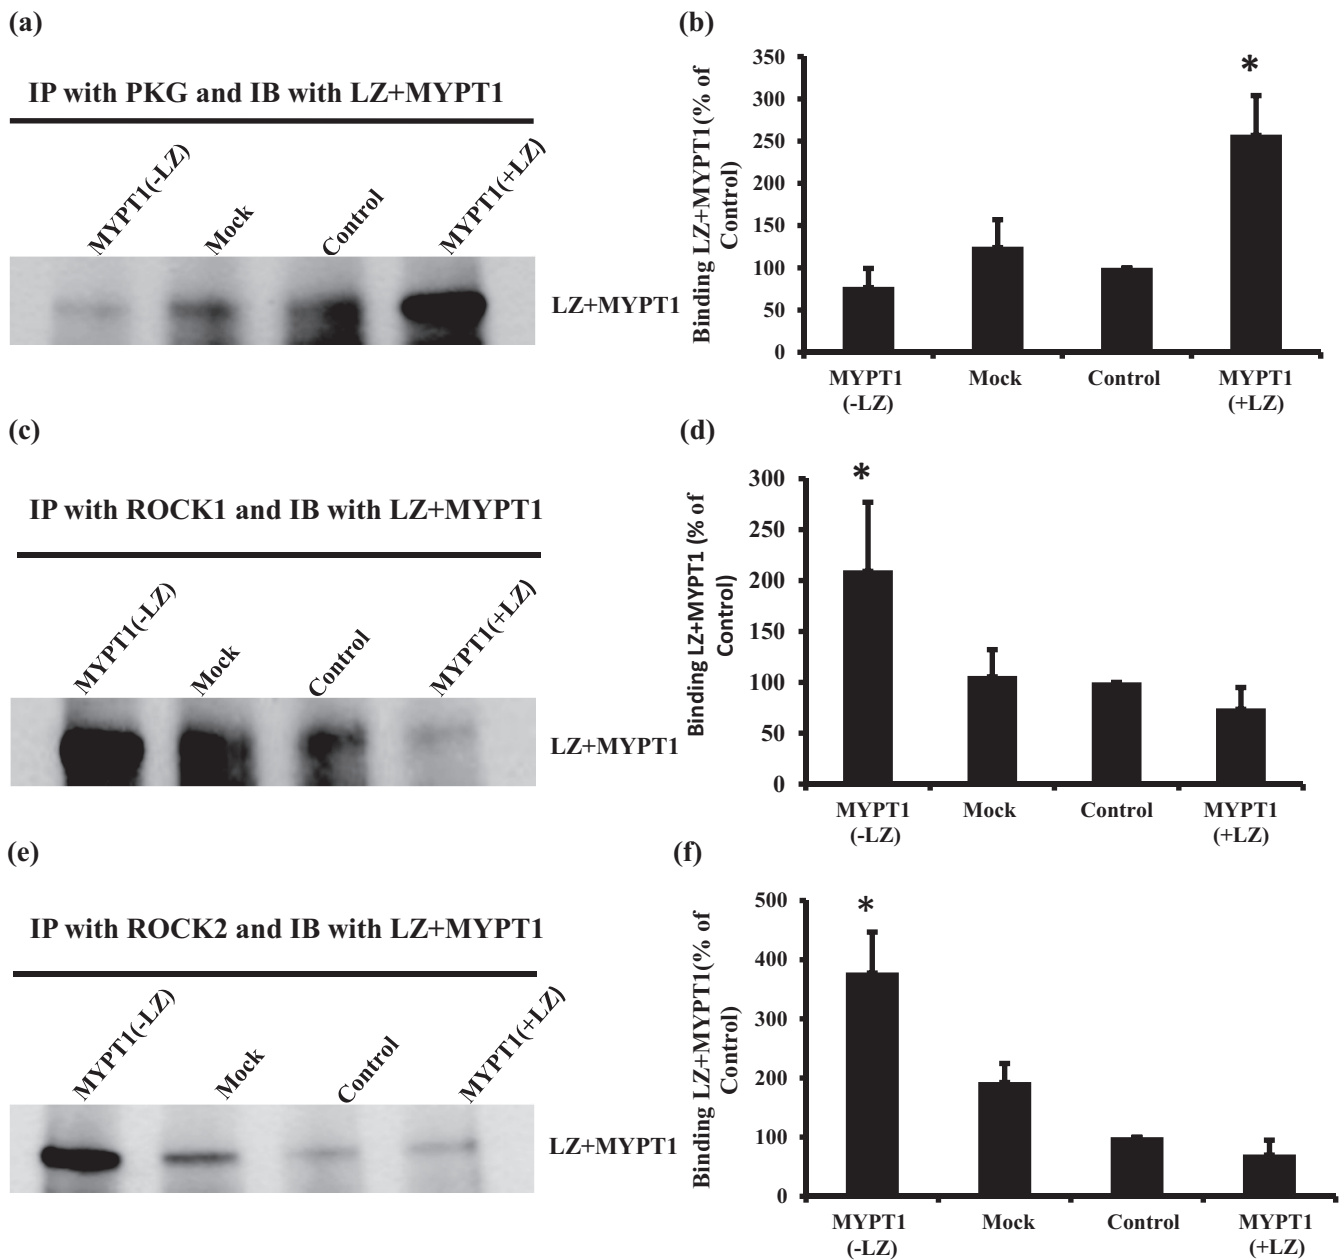 (a)
IP with PKG and IB with LZ+MYPT1
MYPT1(-LZ)
Mock
Control
MYPT1(+LZ)
LZ+MYPT1
(b)
Binding LZ+MYPT1(% of
Control)
350
300
250
200
150
100
50
0
*
MYPT1
(-LZ)
Mock
Control
MYPT1
(+LZ)
(c)
IP with ROCK1 and IB with LZ+MYPT1
MYPT1(-LZ)
Mock
Control
MYPT1(+LZ)
LZ+MYPT1
(d)
Binding LZ+MYPT1 (% of
Control)
300
250
200
150
100
50
0
*
MYPT1
(-LZ)
Mock
Control
MYPT1
(+LZ)
(e)
IP with ROCK2 and IB with LZ+MYPT1
MYPT1(-LZ)
Mock
Control
MYPT1(+LZ)
LZ+MYPT1
(f)
Binding LZ+MYPT1(% of
Control)
500
400
300
200
100
0
*
MYPT1
(-LZ)
Mock
Control
MYPT1
(+LZ)